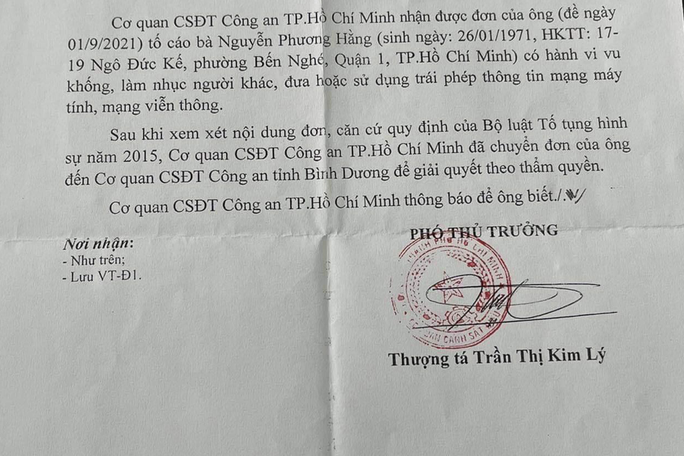 Cơ quan CSĐT Công an TP.Hồ Chí Minh nhận được đơn của ông (đề ngày
01/9/2021) tố cáo bà Nguyễn Phương Hằng (sinh ngày: 26/01/1971, HKTT: 17-
19 Ngô Đức Kế, phường Bến Nghé, Quận 1, TP.Hồ Chí Minh) có hành vi vu
khống, làm nhục người khác, đưa hoặc sử dụng trái phép thông tin mạng máy
tính, mạng viễn thông.
Sau khi xem xét nội dung đơn, căn cứ quy định của Bộ luật Tố tụng hình
sự năm 2015, Cơ quan CSĐT Công an TP.Hồ Chí Minh đã chuyển đơn của ông
đến Cơ quan CSĐT Công an tỉnh Bình Dương để giải quyết theo thẩm quyền.
Cơ quan CSĐT Công an TP.Hồ Chí Minh thông báo để ông biết./.
Nơi nhận:
- Như trên;
- Lưu VT-Đ1.
PHÓ THỦ TRƯỞNG
PHỐ HỒ CHÍ MINH
CẢNH SÁT
Thượng tá Trần Thị Kim Lý